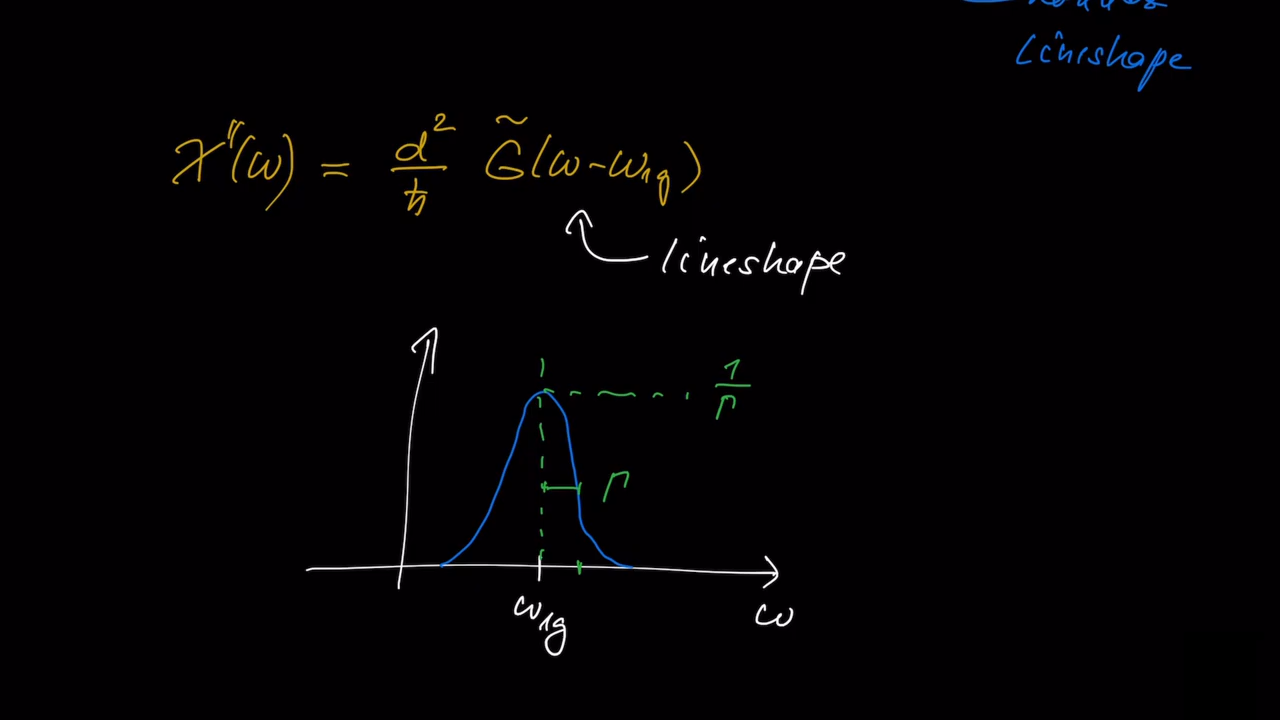 lineshape
χ''(ω) = d²/ħ G̃(ω-ω₁g)
lineshape
1/Γ
Γ
ω₁g
ω